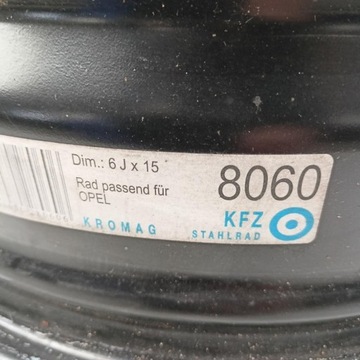 Dim.: 6 J x 15
Rad passend für
OPEL
8060
KROMAG
KFZ
STAHLRAD